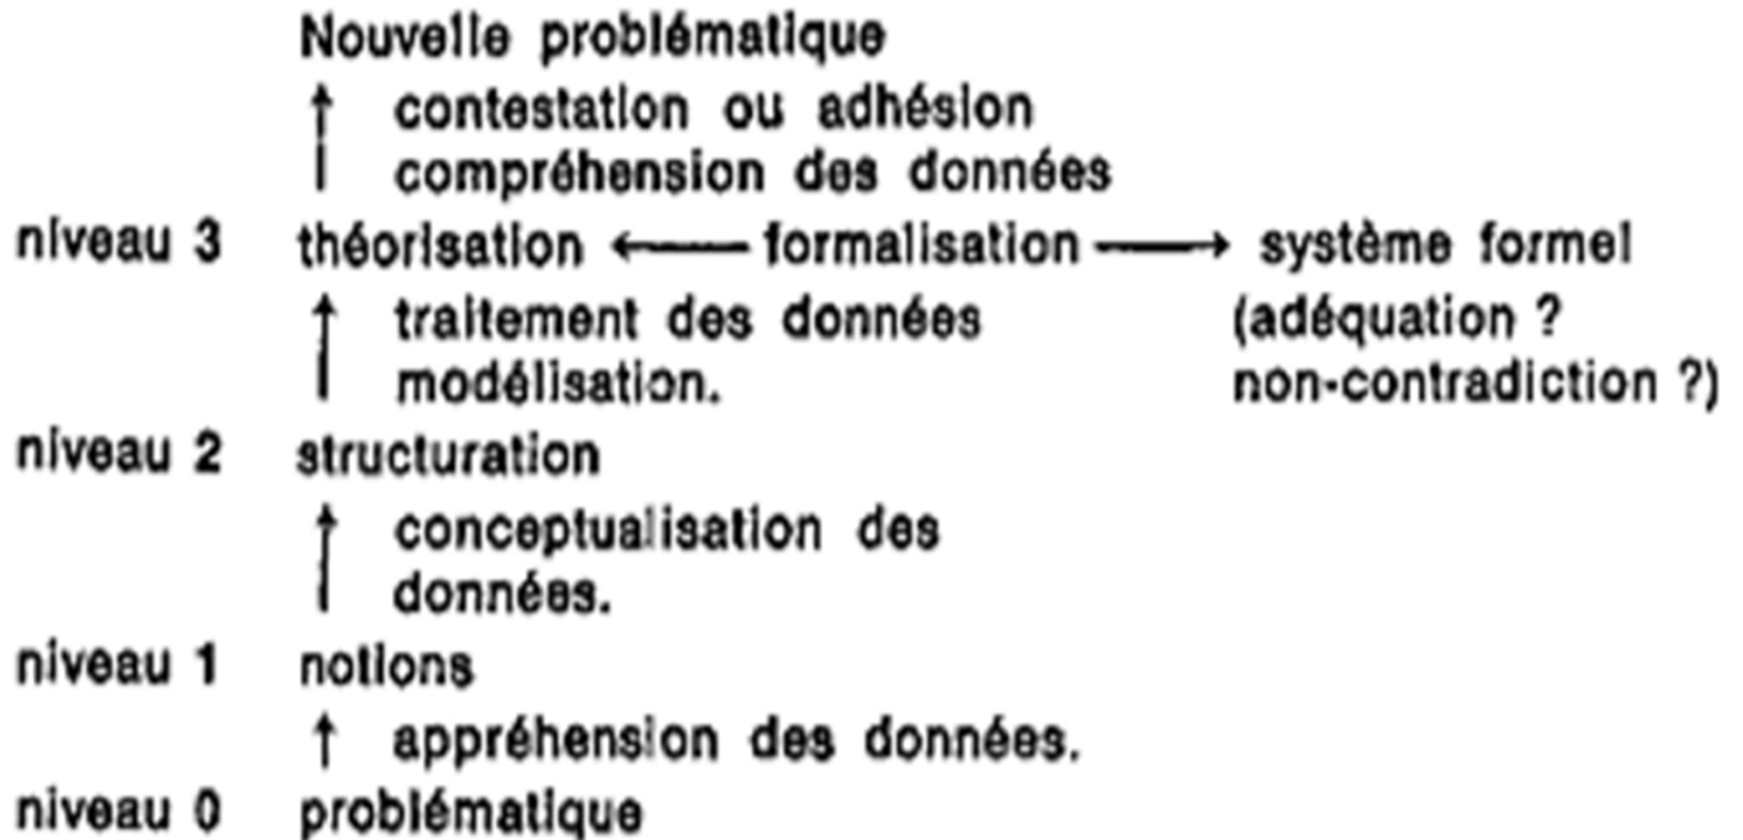 Nouvelle problématique
↑ contestation ou adhésion
compréhension des données
niveau 3 théorisation ← formalisation → système formel
↑ traitement des données (adéquation ?
modélisation. non-contradiction ?)
niveau 2 structuration
↑ conceptualisation des
données.
niveau 1 notions
↑ appréhension des données.
niveau 0 problématique